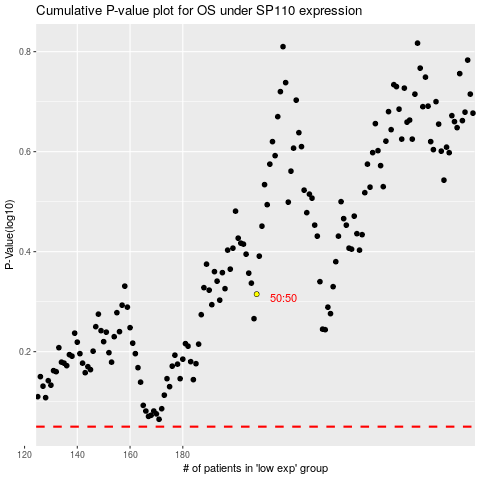 Cumulative P-value plot for OS under SP110 expression
P-Value(log10)
0.8
0.6
0.4
0.2
50:50
120 140 160 180
# of patients in 'low exp' group